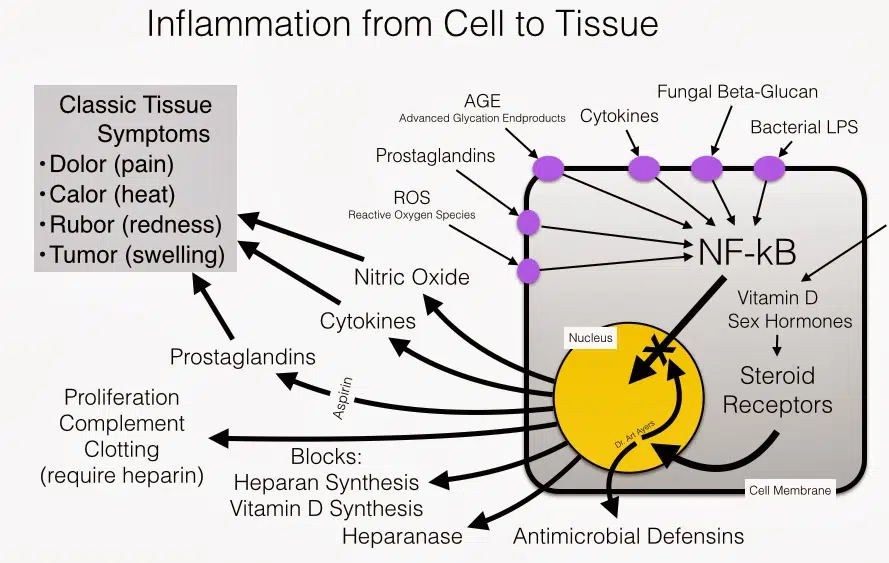 Inflammation from Cell to Tissue
Classic Tissue
Symptoms
• Dolor (pain)
• Calor (heat)
• Rubor (redness)
• Tumor (swelling)
AGE
Advanced Glycation Endproducts
Cytokines
Fungal Beta-Glucan
Bacterial LPS
Prostaglandins
ROS
Reactive Oxygen Species
NF-kB
Vitamin D
Sex Hormones
Steroid
Receptors
Nucleus
Dr. Art Ayers
Cell Membrane
Nitric Oxide
Cytokines
Prostaglandins
Aspirin
Proliferation
Complement
Clotting
(require heparin)
Blocks:
Heparan Synthesis
Vitamin D Synthesis
Heparanase
Antimicrobial Defensins